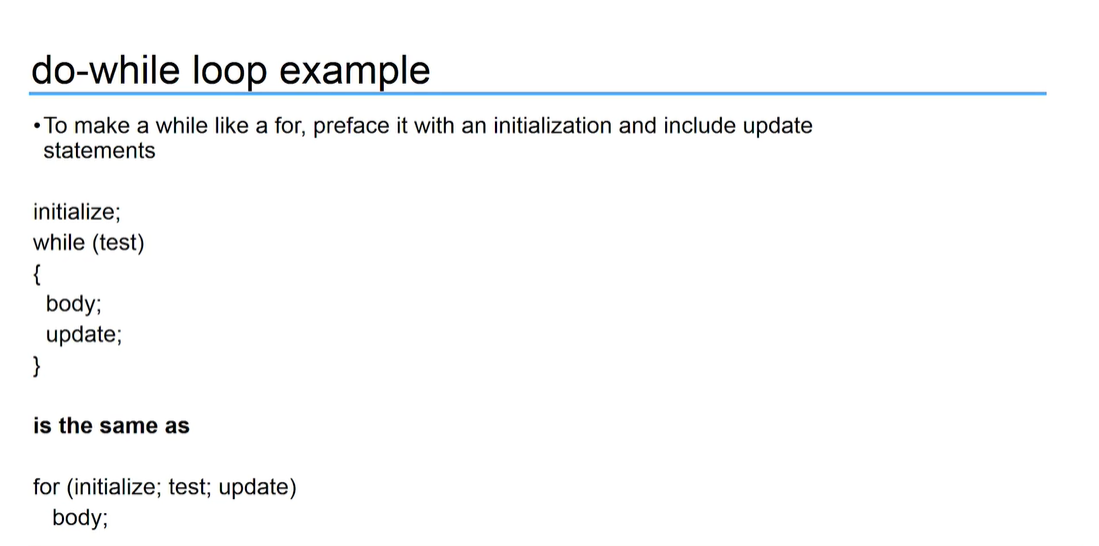 do-while loop example
•To make a while like a for, preface it with an initialization and include update
statements
initialize;
while (test)
{
body;
update;
}
is the same as
for (initialize; test; update)
body;